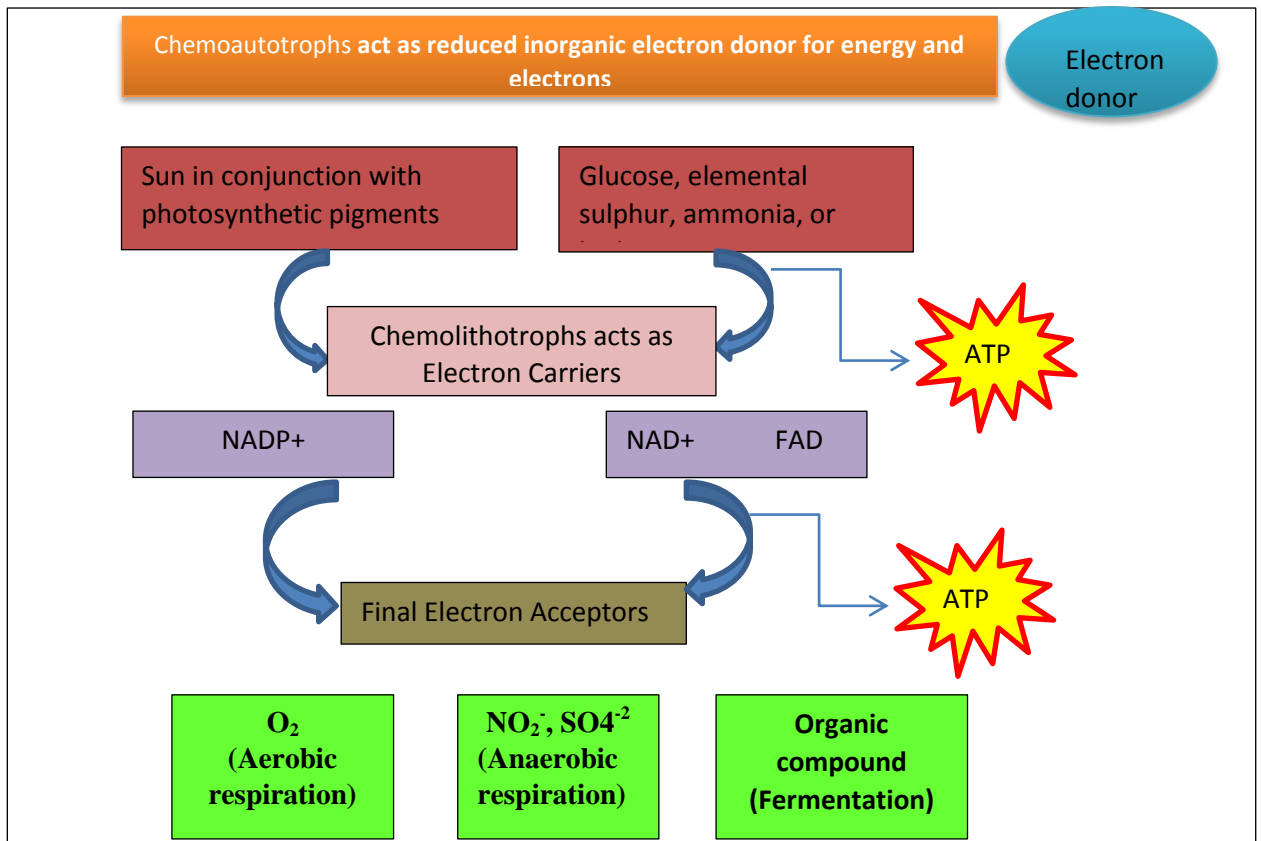 Chemoautotrophs act as reduced inorganic electron donor for energy and
electrons
Electron
donor
Sun in conjunction with
photosynthetic pigments
Glucose, elemental
sulphur, ammonia, or
Chemolithotrophs acts as
Electron Carriers
ATP
NADP+
NAD+ FAD
Final Electron Acceptors
ATP
O₂
(Aerobic
respiration)
NO₂⁻, SO4⁻²
(Anaerobic
respiration)
Organic
compound
(Fermentation)